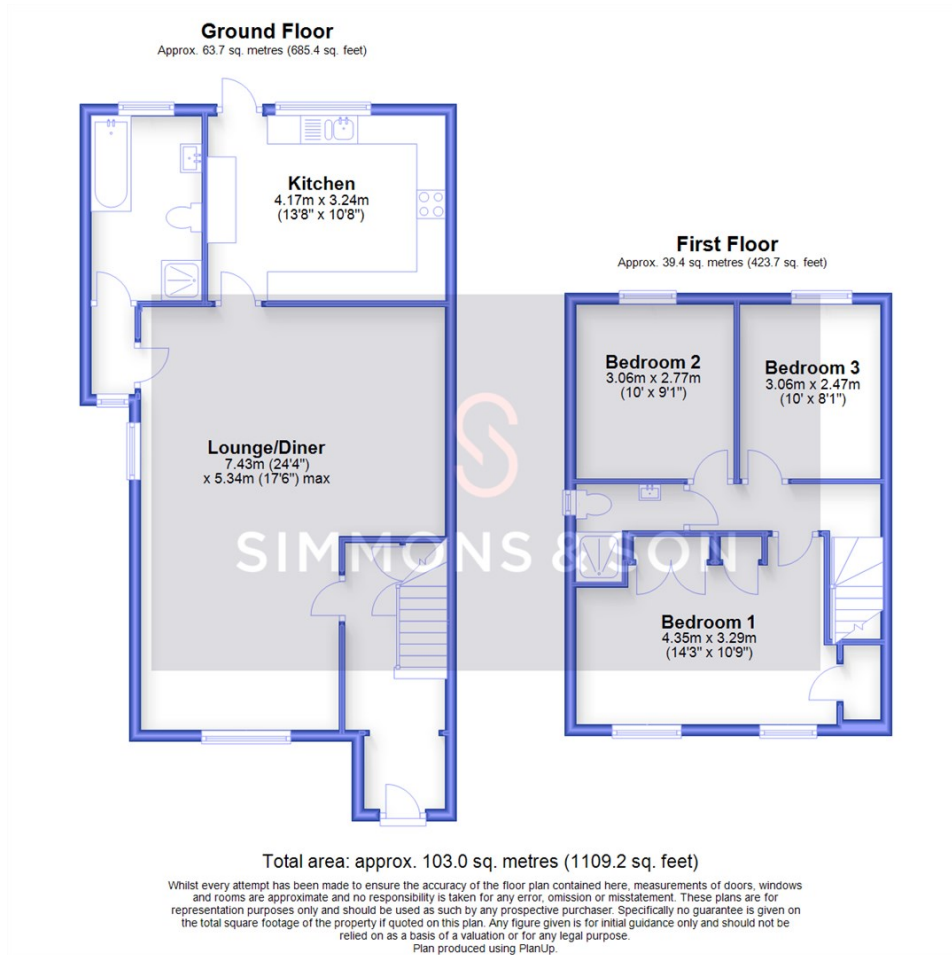 Ground Floor
Approx. 63.7 sq. metres (685.4 sq. feet)
Kitchen
4.17m x 3.24m
(13'8" x 10'8")
First Floor
Approx. 39.4 sq. metres (423.7 sq. feet)
Bedroom 2
3.06m x 2.77m
(10' x 9'1")
Bedroom 3
3.06m x 2.47m
(10' x 8'1")
Lounge/Diner
7.43m (24'4")
x 5.34m (17'6") max
SIMMONS & SON
Bedroom 1
4.35m x 3.29m
(14'3" x 10'9")
Total area: approx. 103.0 sq. metres (1109.2 sq. feet)
Whilst every attempt has been made to ensure the accuracy of the floor plan contained here, measurements of doors, windows
and rooms are approximate and no responsibility is taken for any error, omission or misstatement. These plans are for
representation purposes only and should be used as such by any prospective purchaser. Specifically no guarantee is given on
the total square footage of the property if quoted on this plan. Any figure given is for initial guidance only and should not be
relied on as a basis of a valuation or for any legal purpose.
Plan produced using PlanUp.